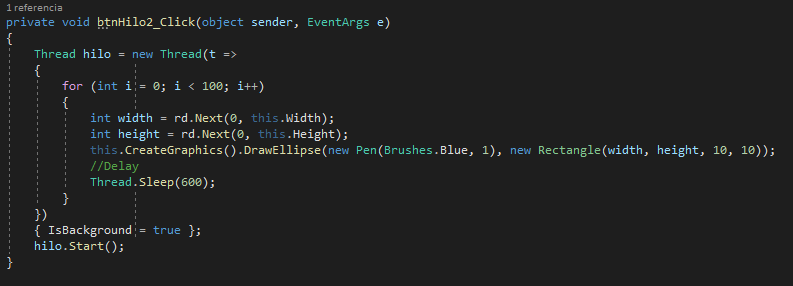 1 referencia
private void btnHilo2_Click(object sender, EventArgs e)
{
Thread hilo = new Thread(t =>
{
for (int i = 0; i < 100; i++)
{
int width = rd.Next(0, this.Width);
int height = rd.Next(0, this.Height);
this.CreateGraphics().DrawEllipse(new Pen(Brushes.Blue, 1), new Rectangle(width, height, 10, 10));
//Delay
Thread.Sleep(600);
}
})
{ IsBackground = true };
hilo.Start();
}